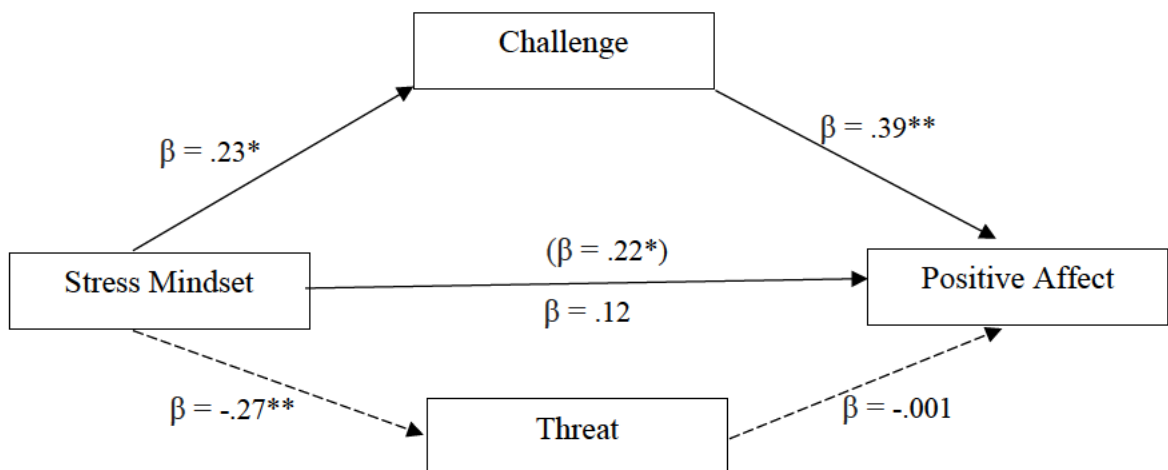 Challenge
β = .23*
β = .39**
(β = .22*)
Stress Mindset
Positive Affect
β = .12
β = -.27**
β = -.001
Threat